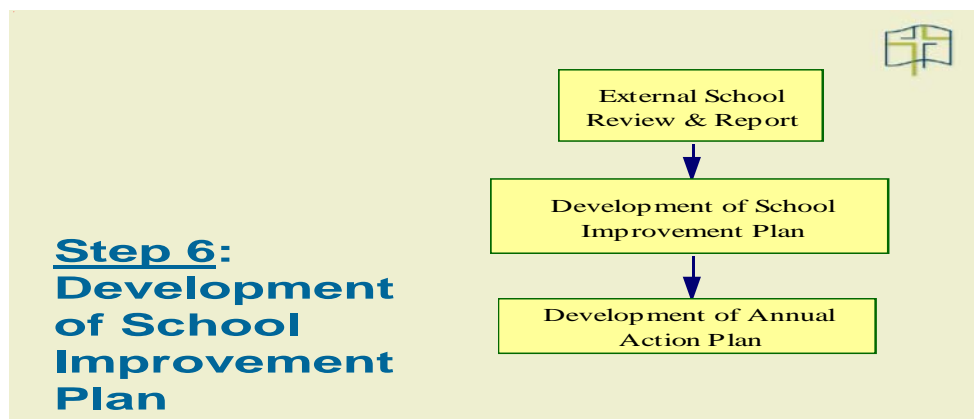 External School
Review & Report
Development of School
Improvement Plan
Development of Annual
Action Plan
Step 6:
Development
of School
Improvement
Plan